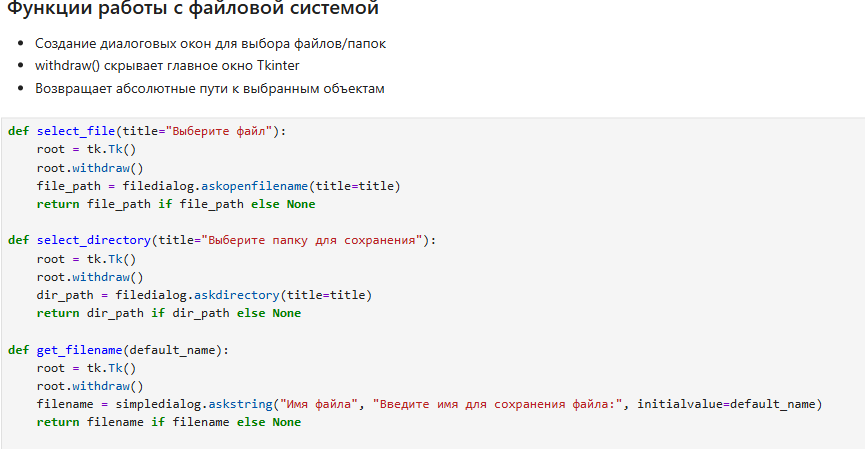 Функции работы с файловой системой
• Создание диалоговых окон для выбора файлов/папок
• withdraw() скрывает главное окно Tkinter
• Возвращает абсолютные пути к выбранным объектам
def select_file(title="Выберите файл"):
    root = tk.Tk()
    root.withdraw()
    file_path = filedialog.askopenfilename(title=title)
    return file_path if file_path else None

def select_directory(title="Выберите папку для сохранения"):
    root = tk.Tk()
    root.withdraw()
    dir_path = filedialog.askdirectory(title=title)
    return dir_path if dir_path else None

def get_filename(default_name):
    root = tk.Tk()
    root.withdraw()
    filename = simpledialog.askstring("Имя файла", "Введите имя для сохранения файла:", initialvalue=default_name)
    return filename if filename else None